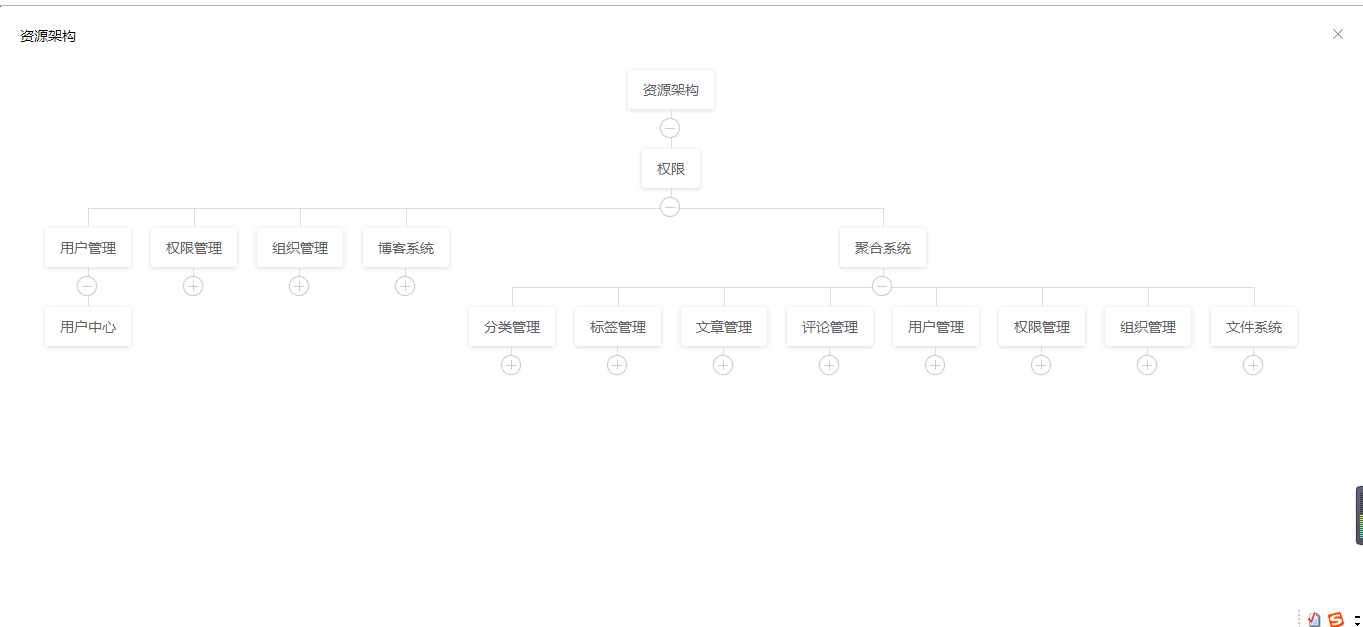 资源架构
资源架构
权限
用户管理 权限管理 组织管理 博客系统 聚合系统
用户中心 分类管理 标签管理 文章管理 评论管理 用户管理 权限管理 组织管理 文件系统